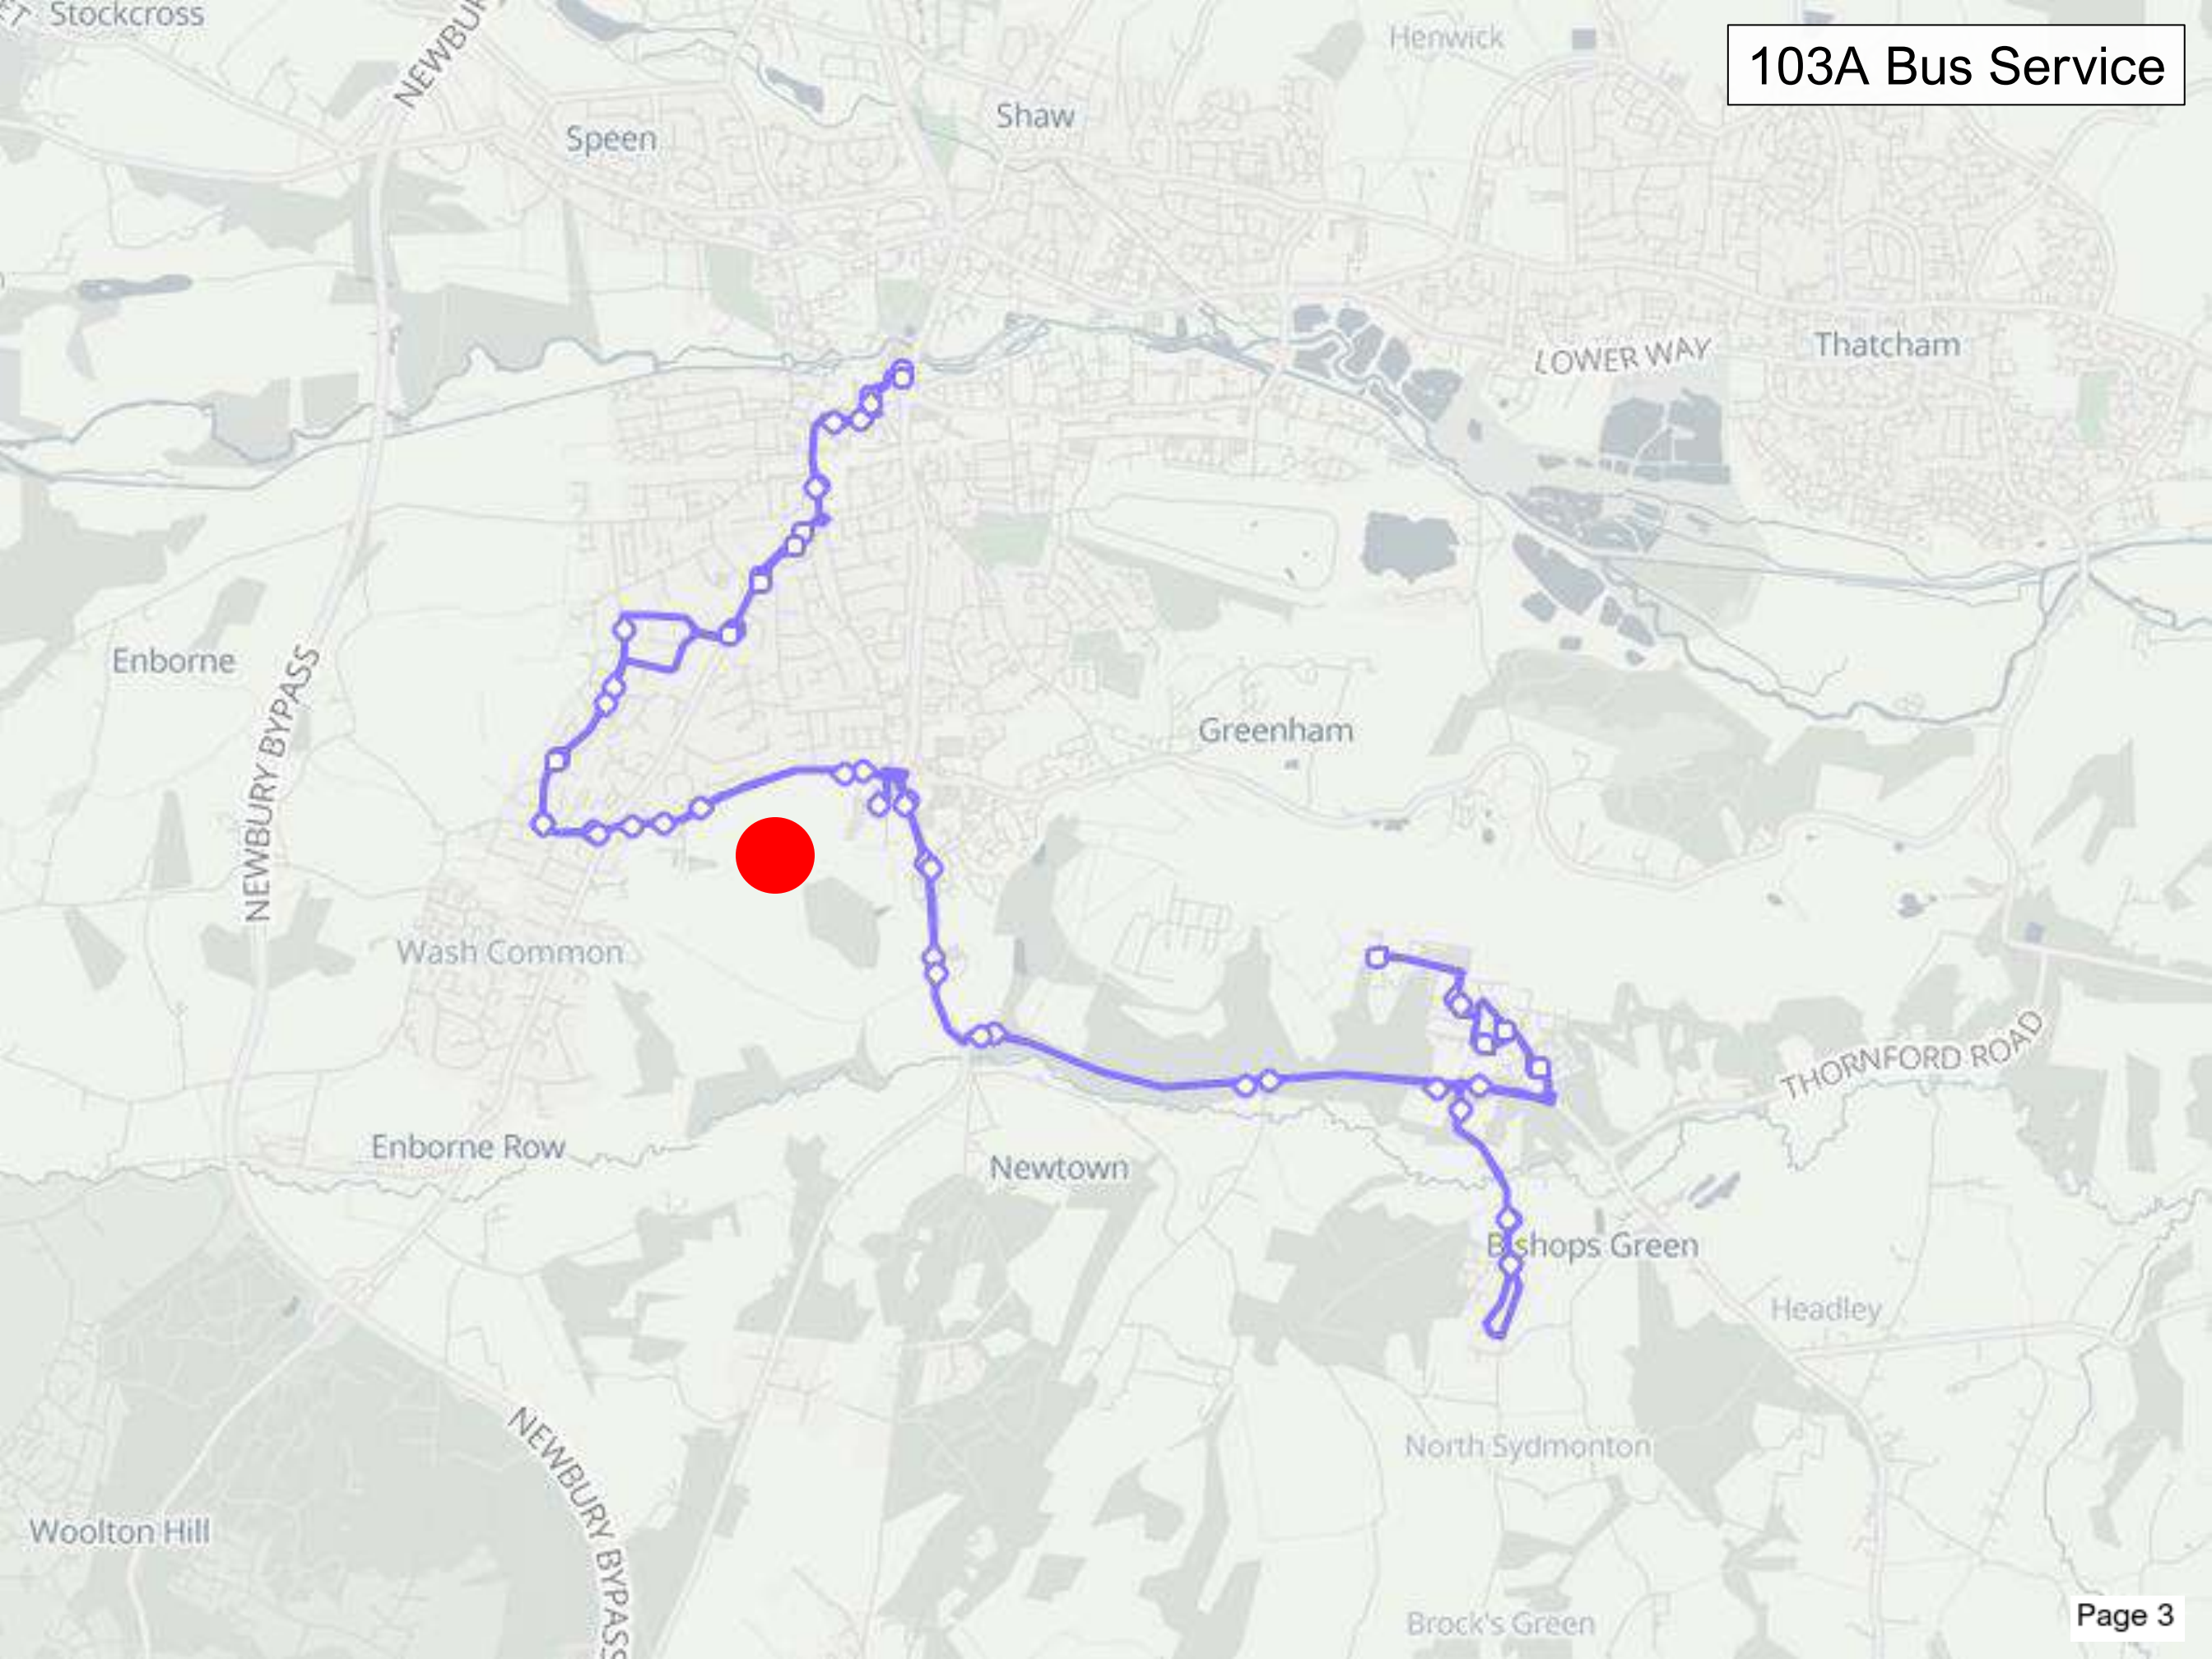 Stockcross
NEWBUR
Henwick
103A Bus Service
Shaw
Speen
LOWER WAY
Thatcham
Enborne
NEWBURY BYPASS
Greenham
Wash Common
THORNFORD ROAD
Enborne Row
Newtown
Bishops Green
Headley
North Sydmonton
NEWBURY BYPASS
Woolton Hill
Brock's Green
Page 3